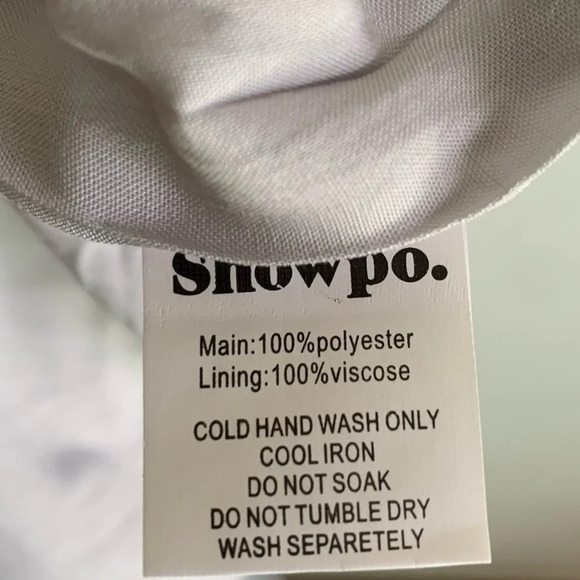 Showpo.
Main:100%polyester
Lining:100%viscose
COLD HAND WASH ONLY
COOL IRON
DO NOT SOAK
DO NOT TUMBLE DRY
WASH SEPARETELY